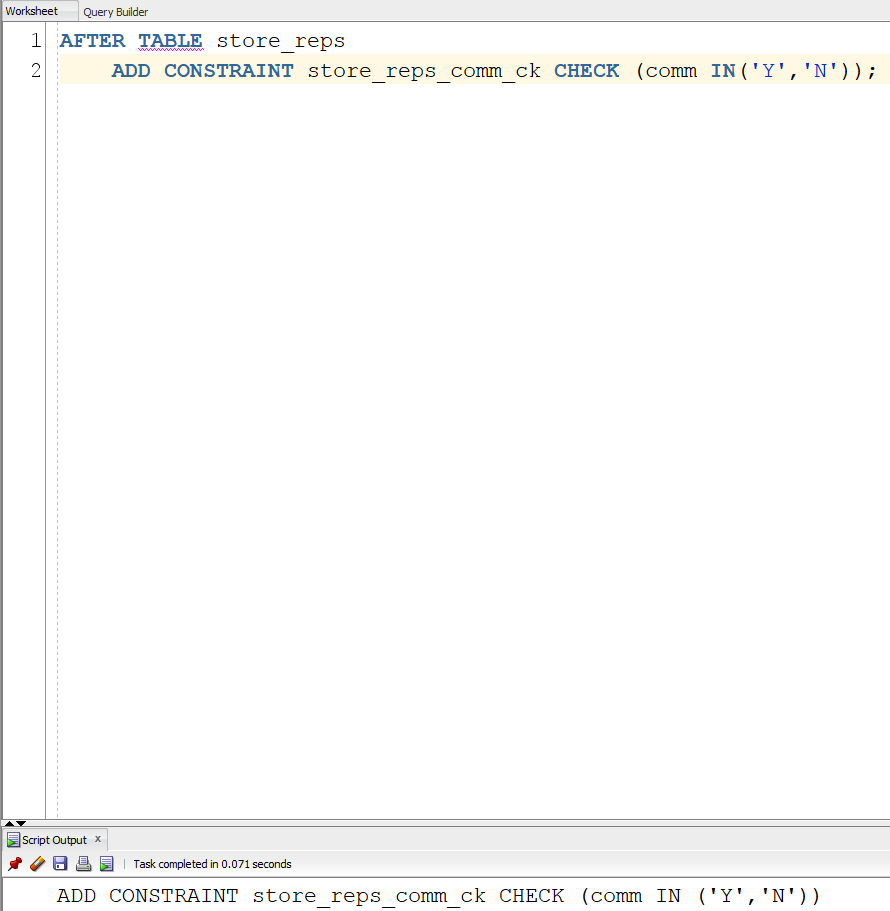 Worksheet Query Builder
1 AFTER TABLE store_reps
2 ADD CONSTRAINT store_reps_comm_ck CHECK (comm IN('Y','N'));
Script Output x
Task completed in 0.071 seconds
ADD CONSTRAINT store_reps_comm_ck CHECK (comm IN ('Y','N'))